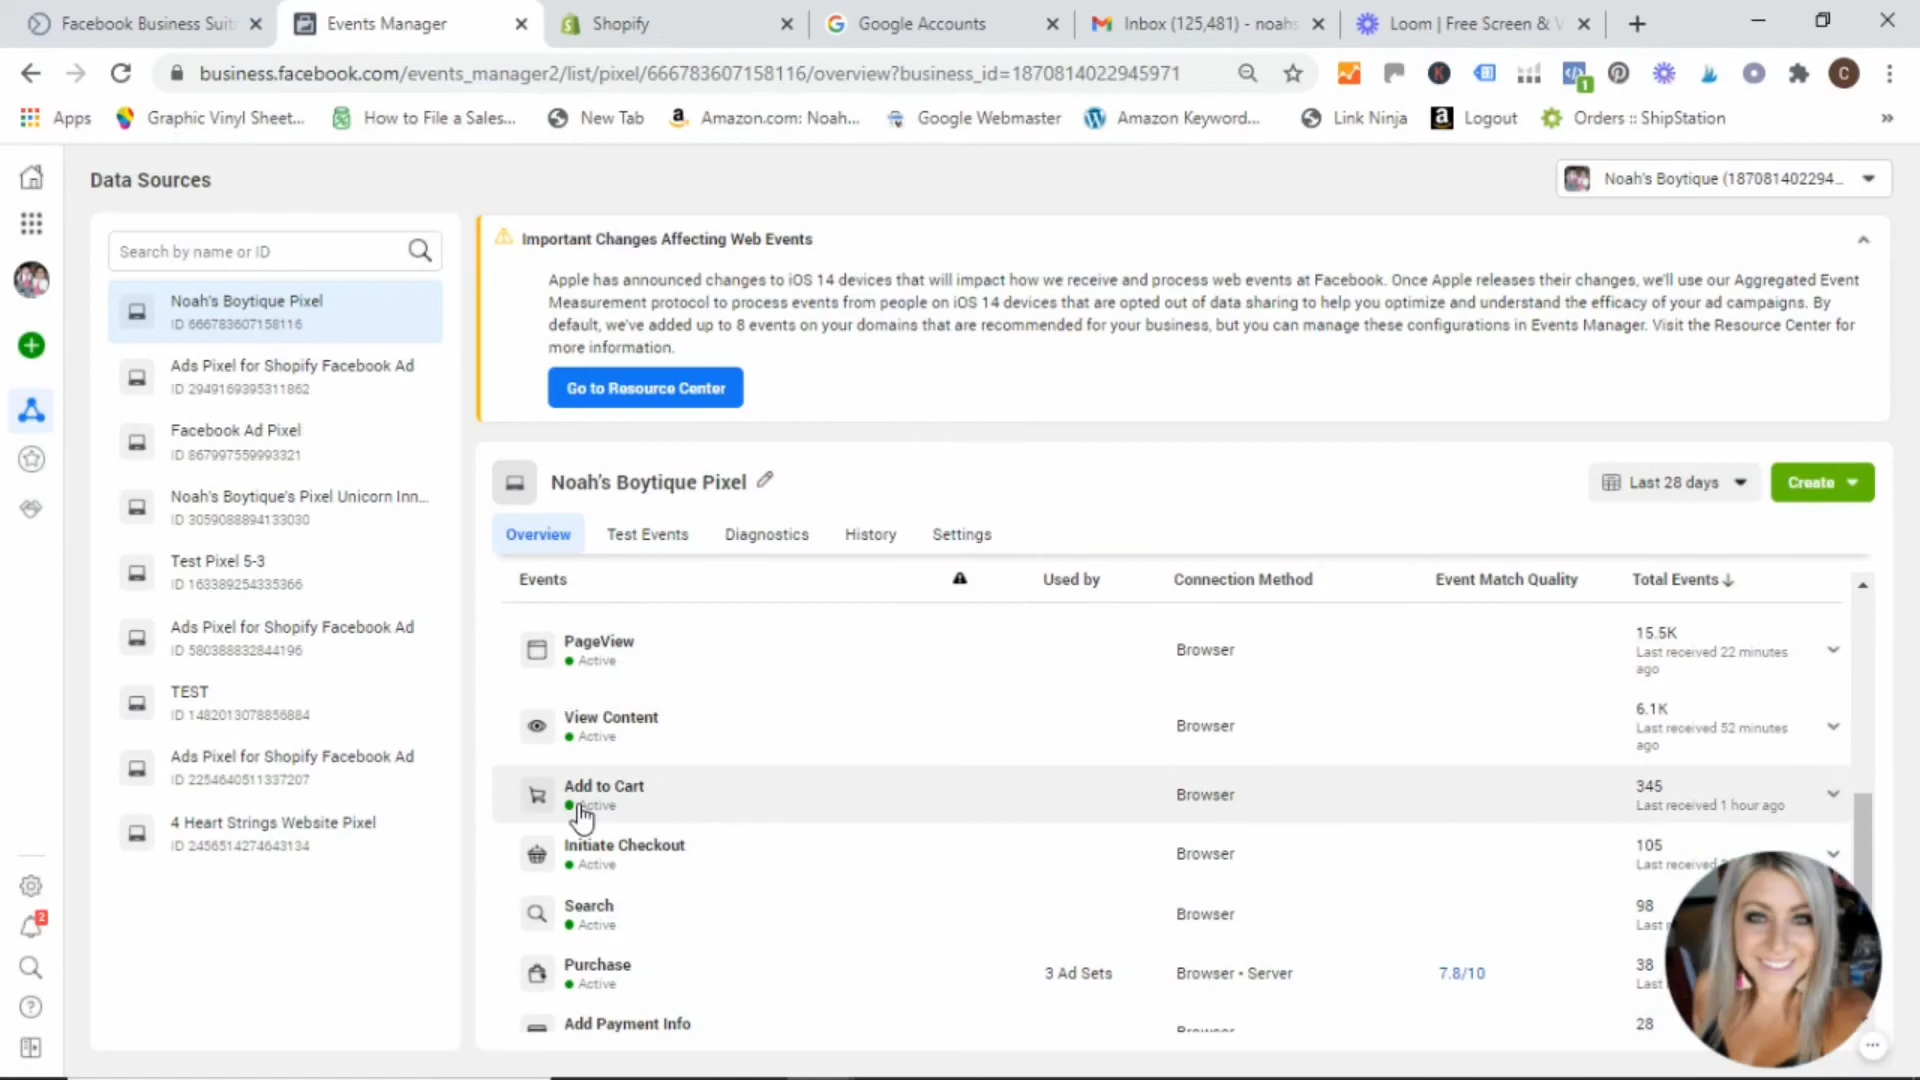 Facebook Business Suit
Events Manager
Shopify
Google Accounts
Inbox (125,481) - noahs
Loom | Free Screen & V
business.facebook.com/events_manager2/list/pixel/666783607158116/overview?business_id=1870814022945971
1
C
Apps
Graphic Vinyl Sheet...
How to File a Sales...
New Tab
Amazon.com: Noah...
Google Webmaster
Amazon Keyword...
Link Ninja
Logout
Orders :: ShipStation
»
Data Sources
Noah's Boytique (187081402294...
Search by name or ID
Noah's Boytique Pixel
ID 666783607158116
Ads Pixel for Shopify Facebook Ad
ID 2949169395311862
Facebook Ad Pixel
ID 867997559993321
Noah's Boytique's Pixel Unicorn Inn...
ID 3059088894133030
Test Pixel 5-3
ID 163389254335366
Ads Pixel for Shopify Facebook Ad
ID 580388832844196
TEST
ID 1482013078856884
Ads Pixel for Shopify Facebook Ad
ID 2254640511337207
4 Heart Strings Website Pixel
ID 2456514274643134
2
Important Changes Affecting Web Events
Apple has announced changes to iOS 14 devices that will impact how we receive and process web events at Facebook. Once Apple releases their changes, we'll use our Aggregated Event
Measurement protocol to process events from people on iOS 14 devices that are opted out of data sharing to help you optimize and understand the efficacy of your ad campaigns. By
default, we've added up to 8 events on your domains that are recommended for your business, but you can manage these configurations in Events Manager. Visit the Resource Center for
more information.
Go to Resource Center
Noah's Boytique Pixel
Last 28 days
Create
Overview
Test Events
Diagnostics
History
Settings
Events
Used by
Connection Method
Event Match Quality
Total Events
PageView
Active
Browser
15.5K
Last received 22 minutes
ago
View Content
Active
Browser
6.1K
Last received 52 minutes
ago
Add to Cart
Active
Browser
345
Last received 1 hour ago
Initiate Checkout
Active
Browser
105
Last received
Search
Active
Browser
98
Last
Purchase
Active
3 Ad Sets
Browser • Server
7.8/10
38
Last
Add Payment Info
Browser
28